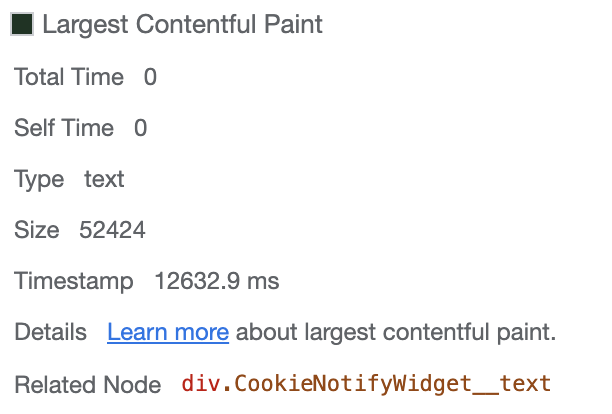 Largest Contentful Paint
Total Time 0
Self Time 0
Type text
Size 52424
Timestamp 12632.9 ms
Details Learn more about largest contentful paint.
Related Node div.CookieNotifyWidget__text